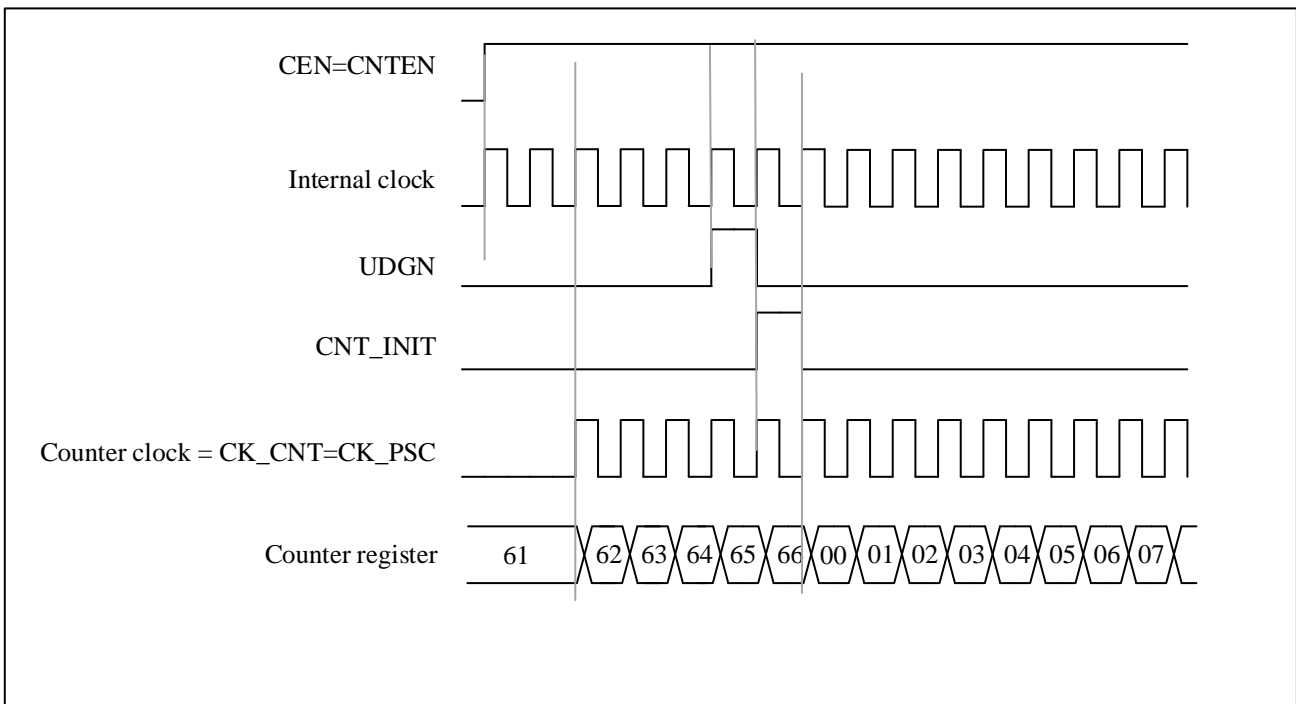 CEN=CNTEN
Internal clock
UDGN
CNT_INIT
Counter clock = CK_CNT=CK_PSC
Counter register 61 62 63 64 65 66 00 01 02 03 04 05 06 07